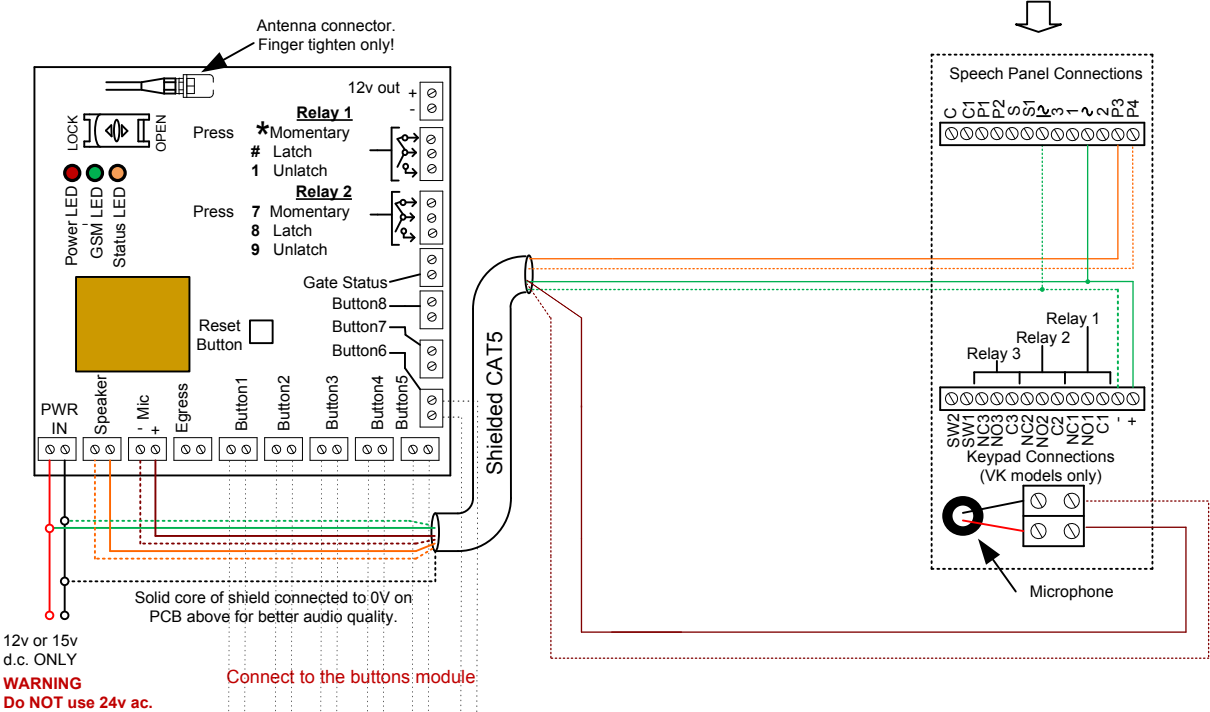 Antenna connector.
Finger tighten only!
12v out
+
-
LOCK
OPEN
Relay 1
Press * Momentary
# Latch
1 Unlatch
Relay 2
Press 7 Momentary
8 Latch
9 Unlatch
Power LED
GSM LED
Status LED
Gate Status
Button8
Button7
Button6
Reset
Button
PWR
IN
Speaker
- Mic +
Egress
Button1
Button2
Button3
Button4
Button5
Shielded CAT5
Solid core of shield connected to 0V on
PCB above for better audio quality.
12v or 15v
d.c. ONLY
WARNING
Do NOT use 24v ac.
Connect to the buttons module
Speech Panel Connections
C C1 P1 P2 S S1 3 1 ~ 2 P3 P4
Relay 1
Relay 2
Relay 3
SW2 SW1 NC3 NO3 C3 NC2 NO2 C2 NC1 NO1 C1 - +
Keypad Connections
(VK models only)
Microphone